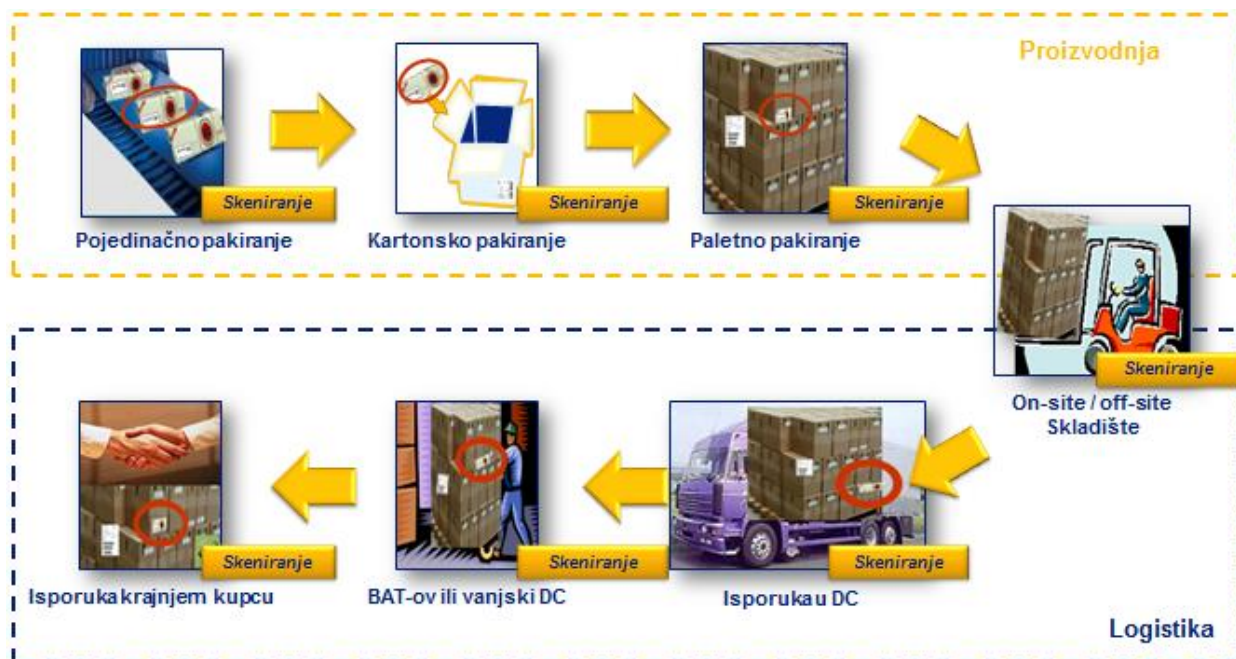 Proizvodnja
Skeniranje
Skeniranje
Skeniranje
Pojedinačno pakiranje
Kartonsko pakiranje
Paletno pakiranje
Skeniranje
On-site / off-site
Skladište
Skeniranje
Skeniranje
Skeniranje
Isporuka krajnjem kupcu
BAT-ov ili vanjski DC
Isporuka u DC
Logistika